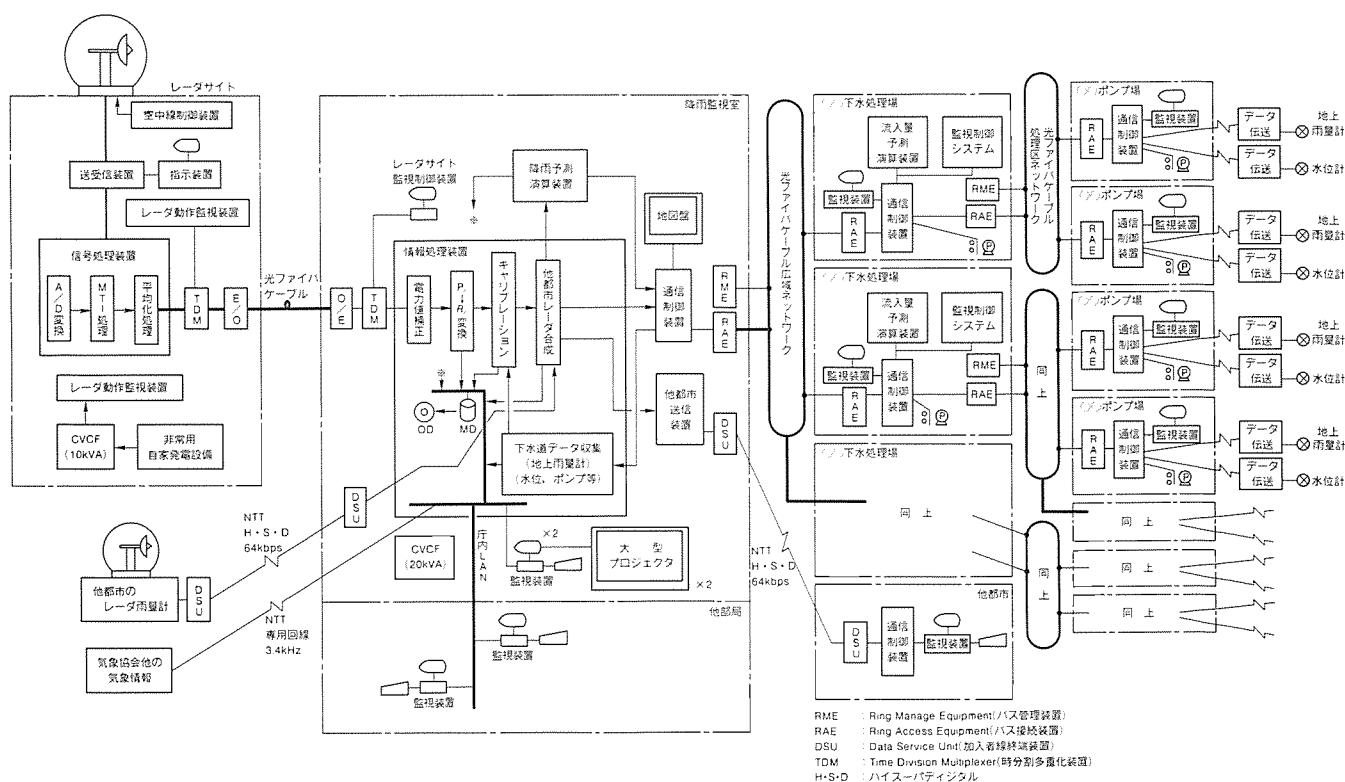 レーダサイト
空中線制御装置
送受信装置
指示装置
レーダ動作監視装置
信号処理装置
A/D変換
MTI処理
平均化処理
TDM
E/O
光ファイバ
ケーブル
レーダ動作監視装置
CVCF
(10kVA)
非常用
自家発電設備
他都市の
レーダ雨量計
DSU
NTT
H・S・D
64kbps
DSU
NTT
専用回線
3.4kHz
気象協会他の
気象情報
降雨監視室
レーダサイト
監視制御装置
※
降雨予測
演算装置
地図盤
O/E
TDM
情報処理装置
電力値補正
キャリブレーション
他都市レーダ合成
通信
制御
装置
RME
RAE
※
OD
MD
下水道データ収集
(地上雨量計)
(水位、ポンプ等)
他都市
送信
装置
DSU
NTT
H・S・D
64kbps
CVCF
(20kVA)
庁内LAN
×2
監視装置
大型
プロジェクタ
×2
他部局
監視装置
監視装置
光ファイバケーブル広域ネットワーク
下水処理場
流入量
予測
演算装置
監視制御
システム
監視装置
RAE
通信
制御
装置
RME
RAE
P
下水処理場
流入量
予測
演算装置
監視制御
システム
監視装置
RAE
通信
制御
装置
RME
RAE
P
下水処理場
同上
他都市
DSU
通信
制御
装置
監視装置
光ファイバケーブル
処理区ネットワーク
同上
同上
ポンプ場
RAE
通信
制御
装置
監視装置
P
データ
伝送
地上
雨量計
データ
伝送
水位計
ポンプ場
RAE
通信
制御
装置
監視装置
P
データ
伝送
地上
雨量計
データ
伝送
水位計
ポンプ場
RAE
通信
制御
装置
監視装置
P
データ
伝送
地上
雨量計
データ
伝送
水位計
ポンプ場
RAE
通信
制御
装置
監視装置
P
データ
伝送
地上
雨量計
データ
伝送
水位計
同上
同上
同上
RME : Ring Manage Equipment(バス管理装置)
RAE : Ring Access Equipment(バス接続装置)
DSU : Data Service Unit(加入者線終端装置)
TDM : Time Division Multiplexer(時分割多重化装置)
H・S・D : ハイスーパディジタル